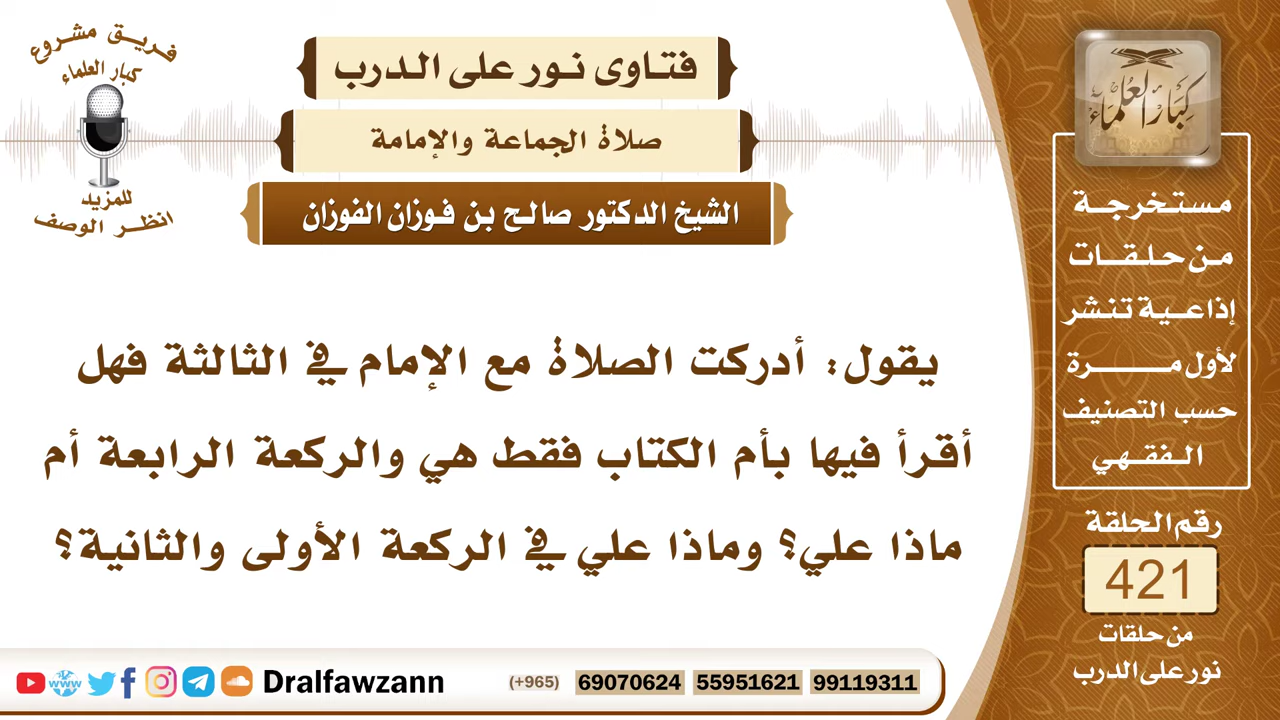 فريق مشروع
كبار العلماء
للمزيد
انظر الوصف
فتاوى نور على الدرب
صلاة الجماعة والإمامة
الشيخ الدكتور صالح بن فوزان الفوزان
يقول: أدركت الصلاة مع الإمام في الثالثة فهل
أقرأ فيها بأم الكتاب فقط هي والركعة الرابعة أم
ماذا علي؟ وماذا علي في الركعة الأولى والثانية؟
كبار العلماء
مستخرجة
من حلقات
إذاعية تنشر
لأول مرة
حسب التصنيف
الفقهي
رقم الحلقة
421
من حلقات
نور على الدرب
www Dralfawzann (+965) 69070624 55951621 99119311